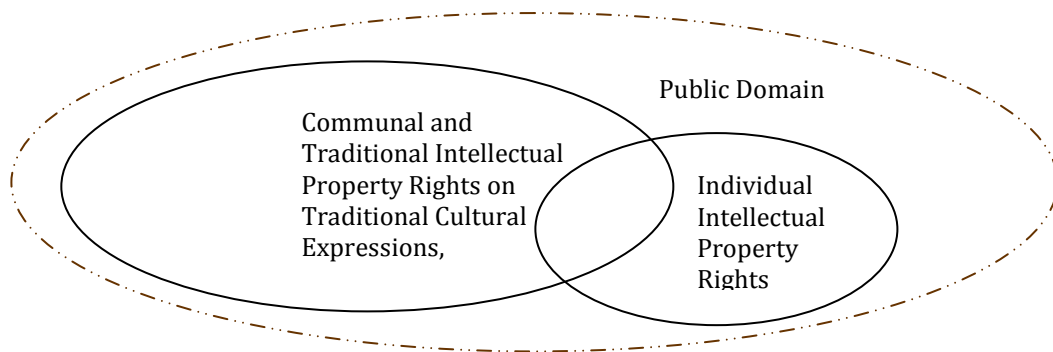 Public Domain
Communal and
Traditional Intellectual
Property Rights on
Traditional Cultural
Expressions,
Individual
Intellectual
Property
Rights